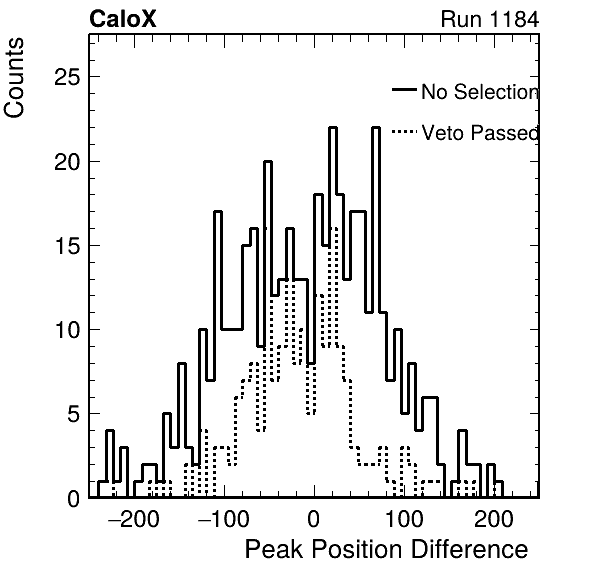 CaloX Run 1184
Counts
25
No Selection
Veto Passed
20
15
10
5
0
−200 −100 0 100 200
Peak Position Difference